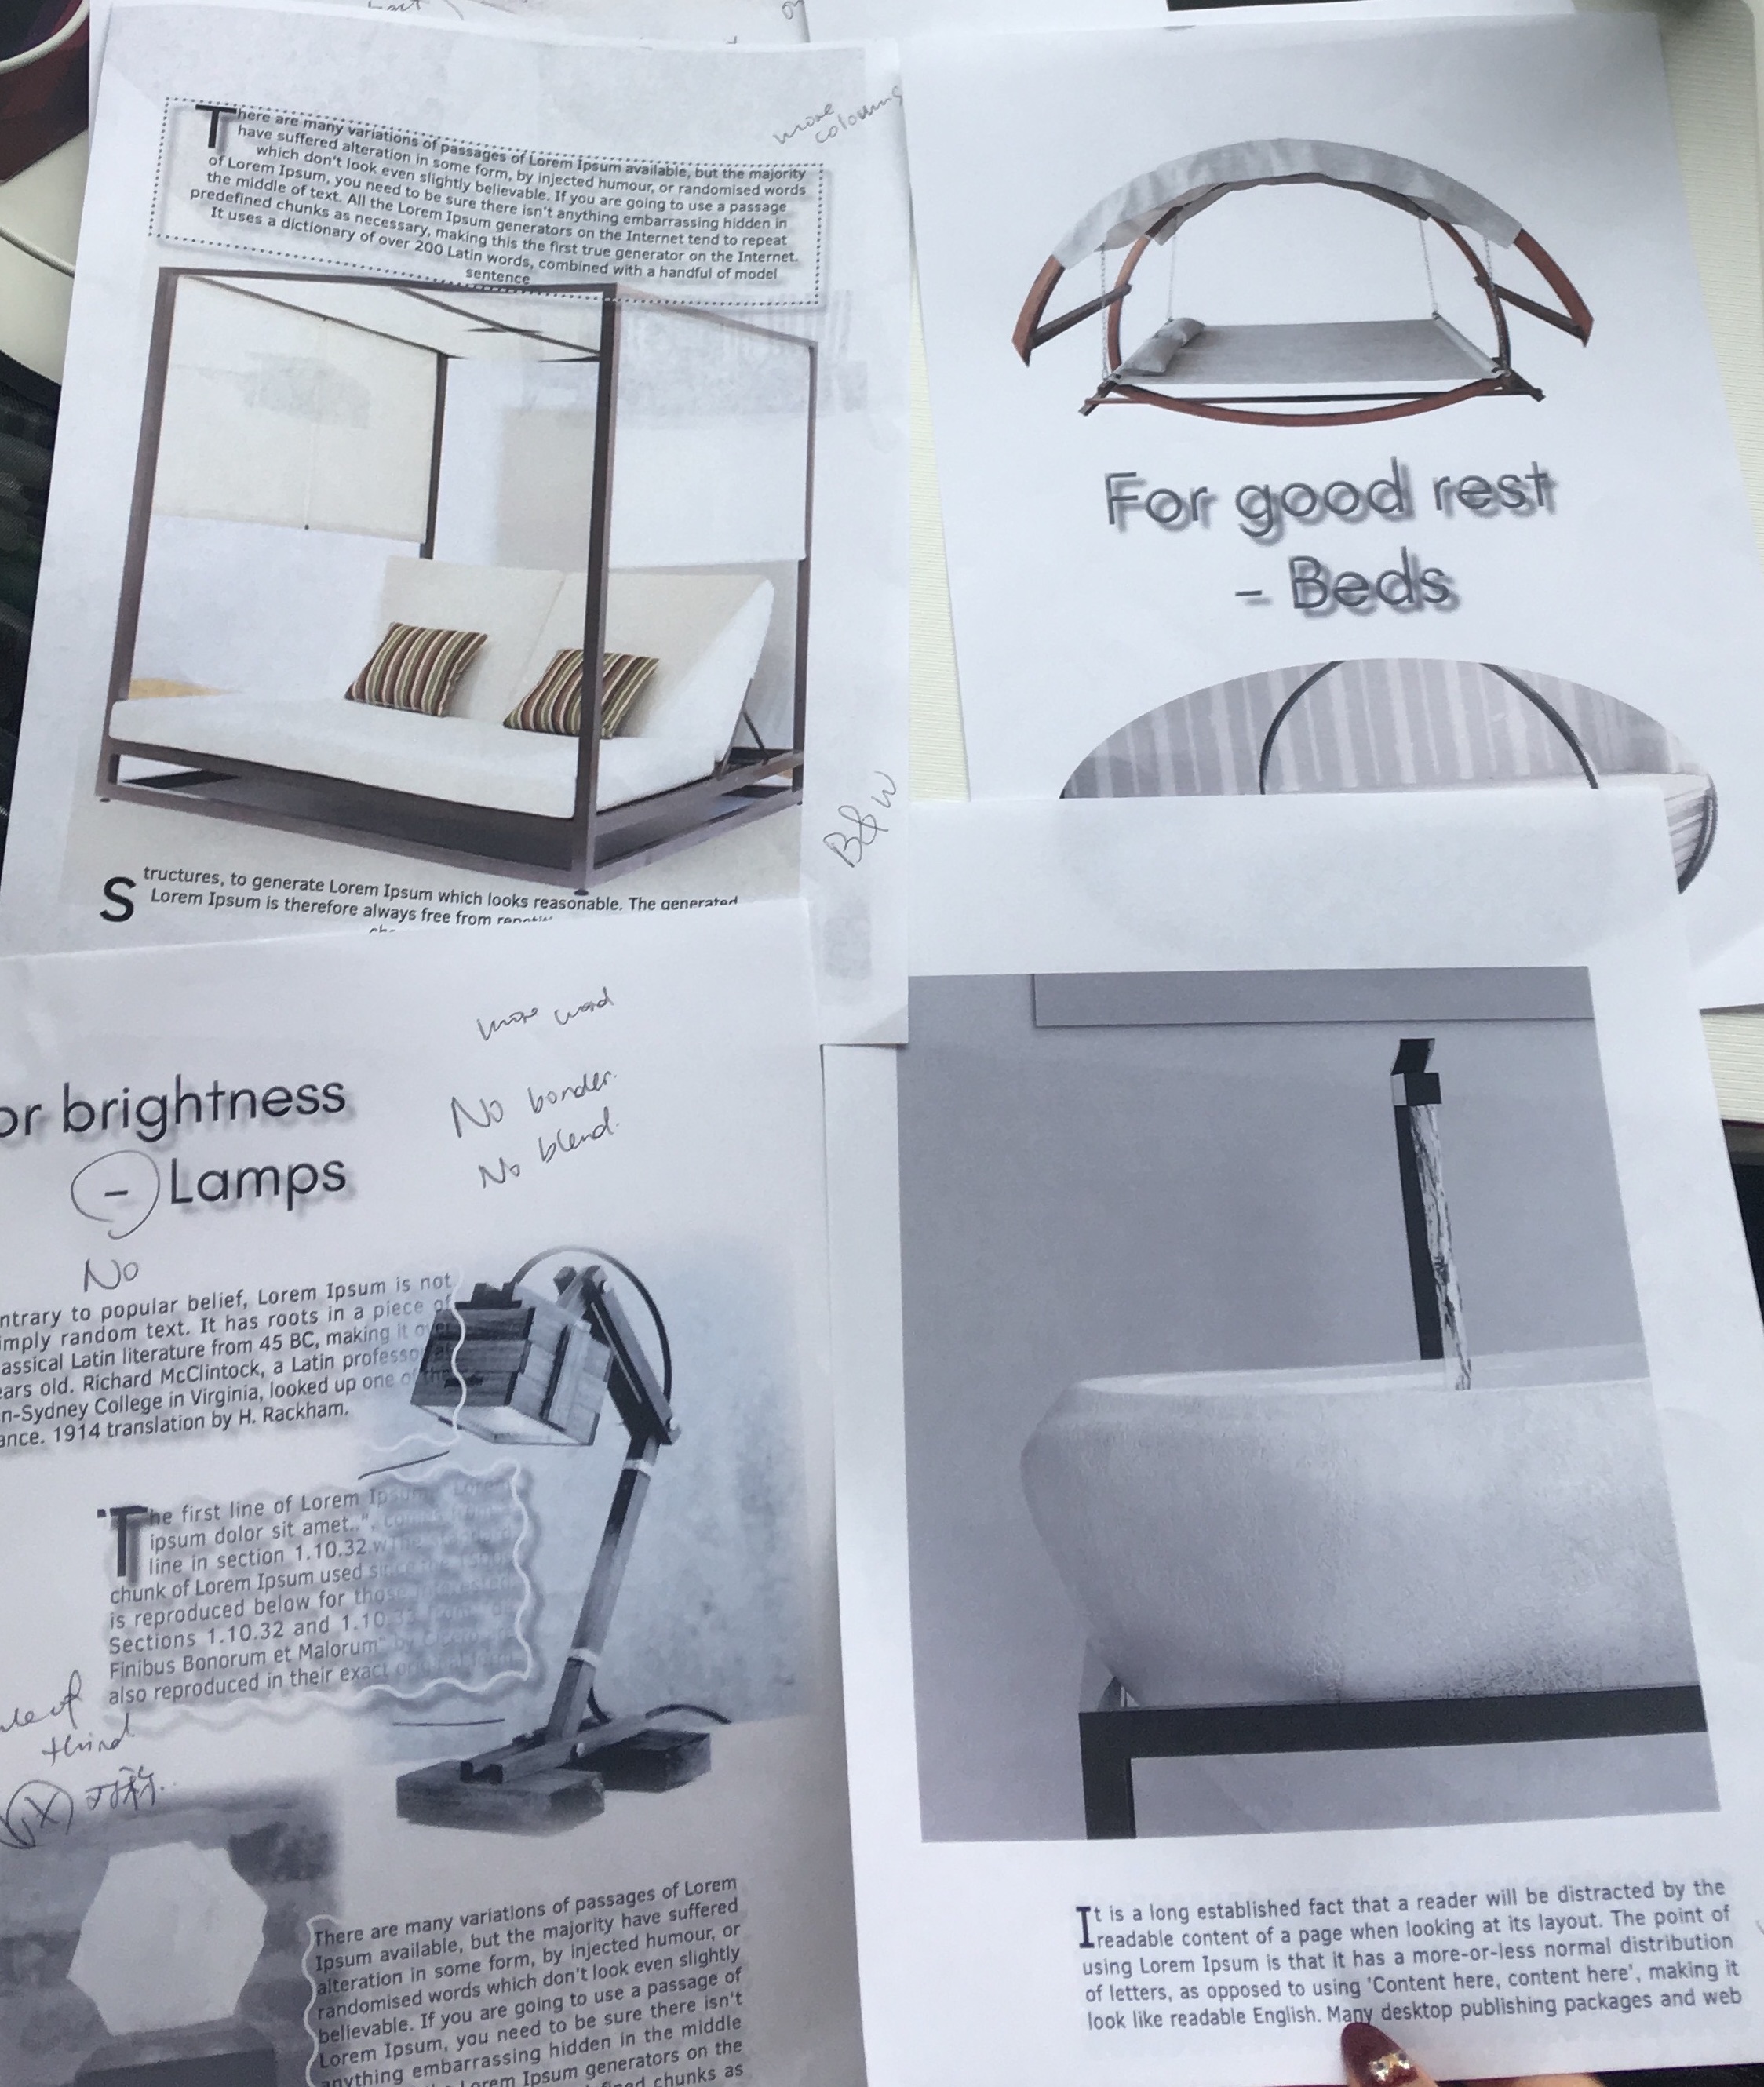 more
colouring
There are many variations of passages of Lorem Ipsum available, but the majority
have suffered alteration in some form, by injected humour, or randomised words
which don't look even slightly believable. If you are going to use a passage
of Lorem Ipsum, you need to be sure there isn't anything embarrassing hidden in
the middle of text. All the Lorem Ipsum generators on the Internet tend to repeat
predefined chunks as necessary, making this the first true generator on the Internet.
It uses a dictionary of over 200 Latin words, combined with a handful of model
sentence
B&W
Structures, to generate Lorem Ipsum which looks reasonable. The generated
Lorem Ipsum is therefore always free from
For good rest
- Beds
more word
No border.
No blend.
or brightness
- Lamps
No
ntrary to popular belief, Lorem Ipsum is not
imply random text. It has roots in a piece of
assical Latin literature from 45 BC, making it over
ears old. Richard McClintock, a Latin professor
n-Sydney College in Virginia, looked up one of the
ance. 1914 translation by H. Rackham.
"The first line of Lorem Ipsum, "Lorem
ipsum dolor sit amet..", comes from
line in section 1.10.32.
chunk of Lorem Ipsum used since the 1500s
is reproduced below for those interested
Sections 1.10.32 and 1.10.33 from "de
Finibus Bonorum et Malorum" by Cicero
also reproduced in their exact original form
third
(X) 对称.
There are many variations of passages of Lorem
Ipsum available, but the majority have suffered
alteration in some form, by injected humour, or
randomised words which don't look even slightly
believable. If you are going to use a passage of
Lorem Ipsum, you need to be sure there isn't
anything embarrassing hidden in the middle
Lorem Ipsum generators on the
chunks as
It is a long established fact that a reader will be distracted by the
readable content of a page when looking at its layout. The point of
using Lorem Ipsum is that it has a more-or-less normal distribution
of letters, as opposed to using 'Content here, content here', making it
look like readable English. Many desktop publishing packages and web